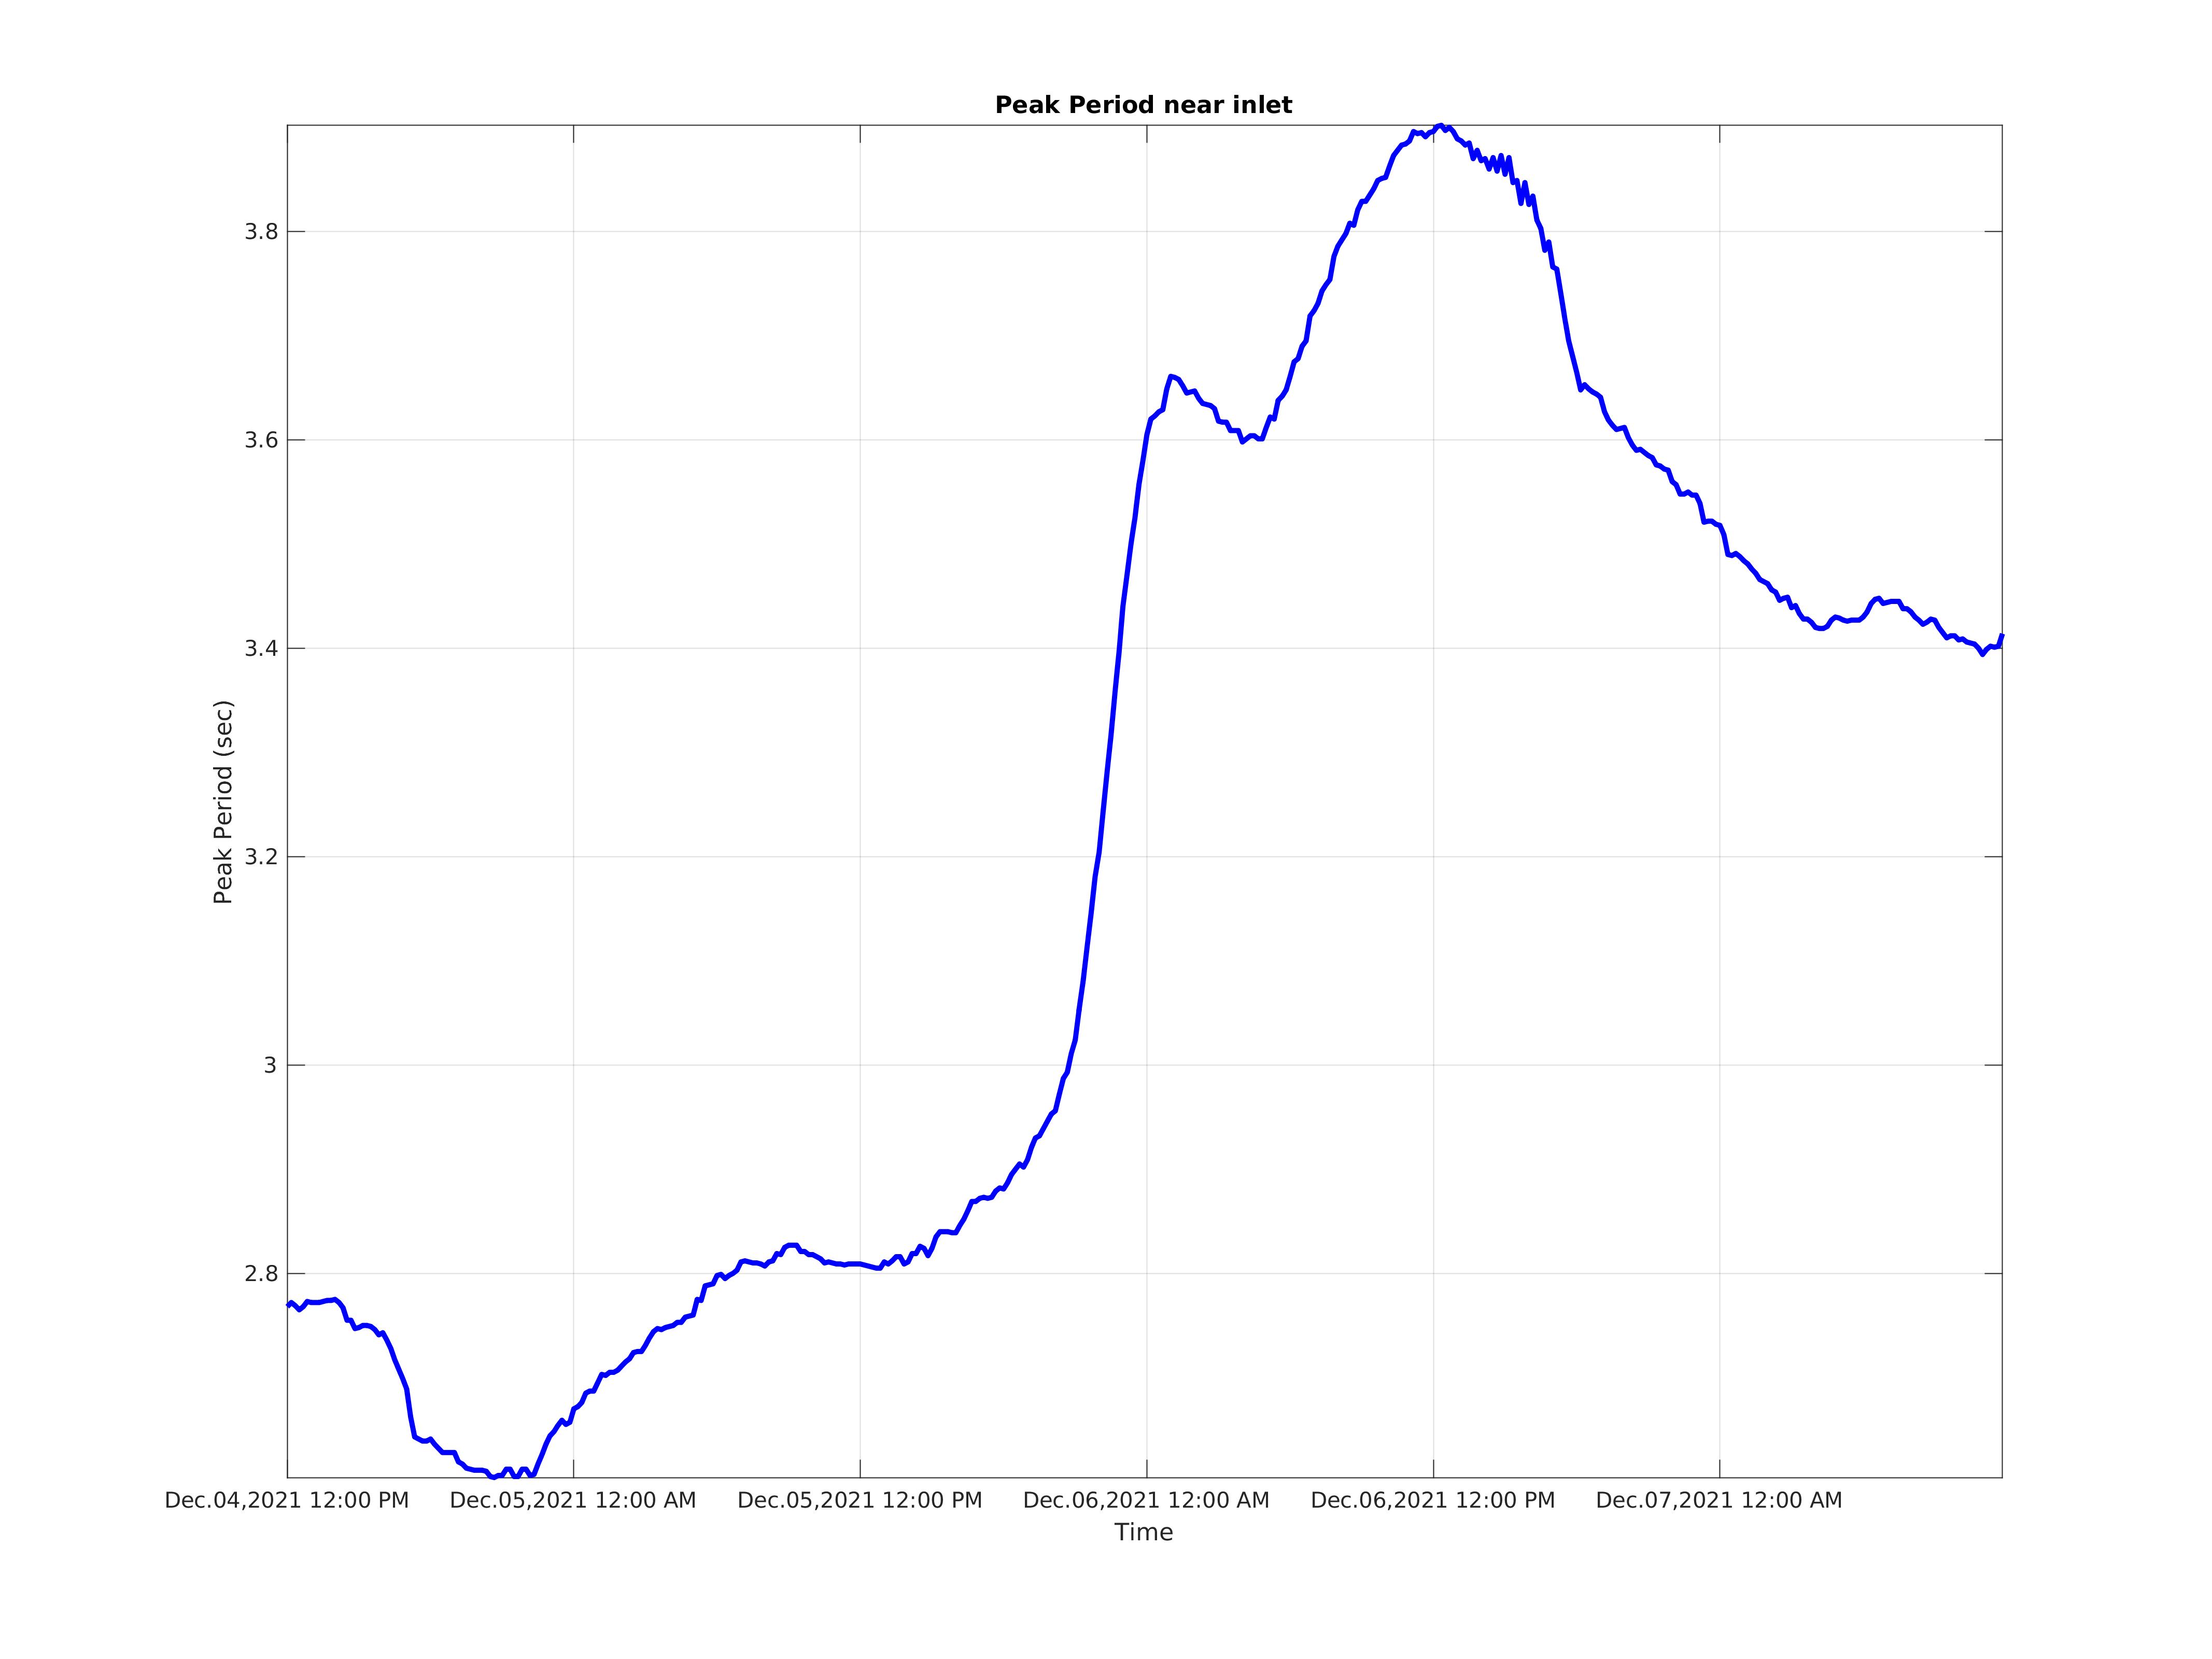 Peak Period near inlet
Peak Period (sec)
3.8
3.6
3.4
3.2
3
2.8
Dec.04,2021 12:00 PM
Dec.05,2021 12:00 AM
Dec.05,2021 12:00 PM
Dec.06,2021 12:00 AM
Dec.06,2021 12:00 PM
Dec.07,2021 12:00 AM
Time